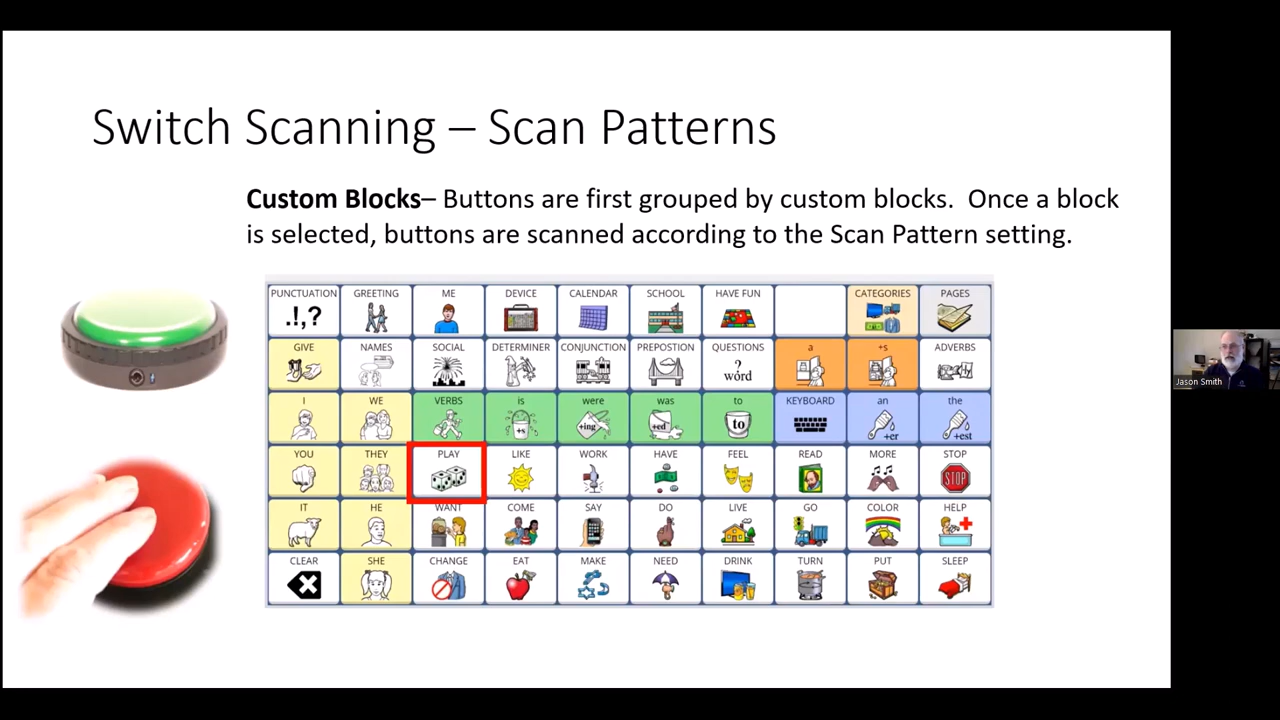 Switch Scanning – Scan Patterns
Custom Blocks– Buttons are first grouped by custom blocks. Once a block
is selected, buttons are scanned according to the Scan Pattern setting.
PUNCTUATION GREETING ME DEVICE CALENDAR SCHOOL HAVE FUN CATEGORIES PAGES
.!,?
GIVE NAMES SOCIAL DETERMINER CONJUNCTION PREPOSTION QUESTIONS a +s ADVERBS
? wórd
I WE VERBS is were was to KEYBOARD an the
+s +ing +ed to +er +est
YOU THEY PLAY LIKE WORK HAVE FEEL READ MORE STOP
STOP
IT HE WANT COME SAY DO LIVE GO COLOR HELP
CLEAR SHE CHANGE EAT MAKE NEED DRINK TURN PUT SLEEP
Jason Smith